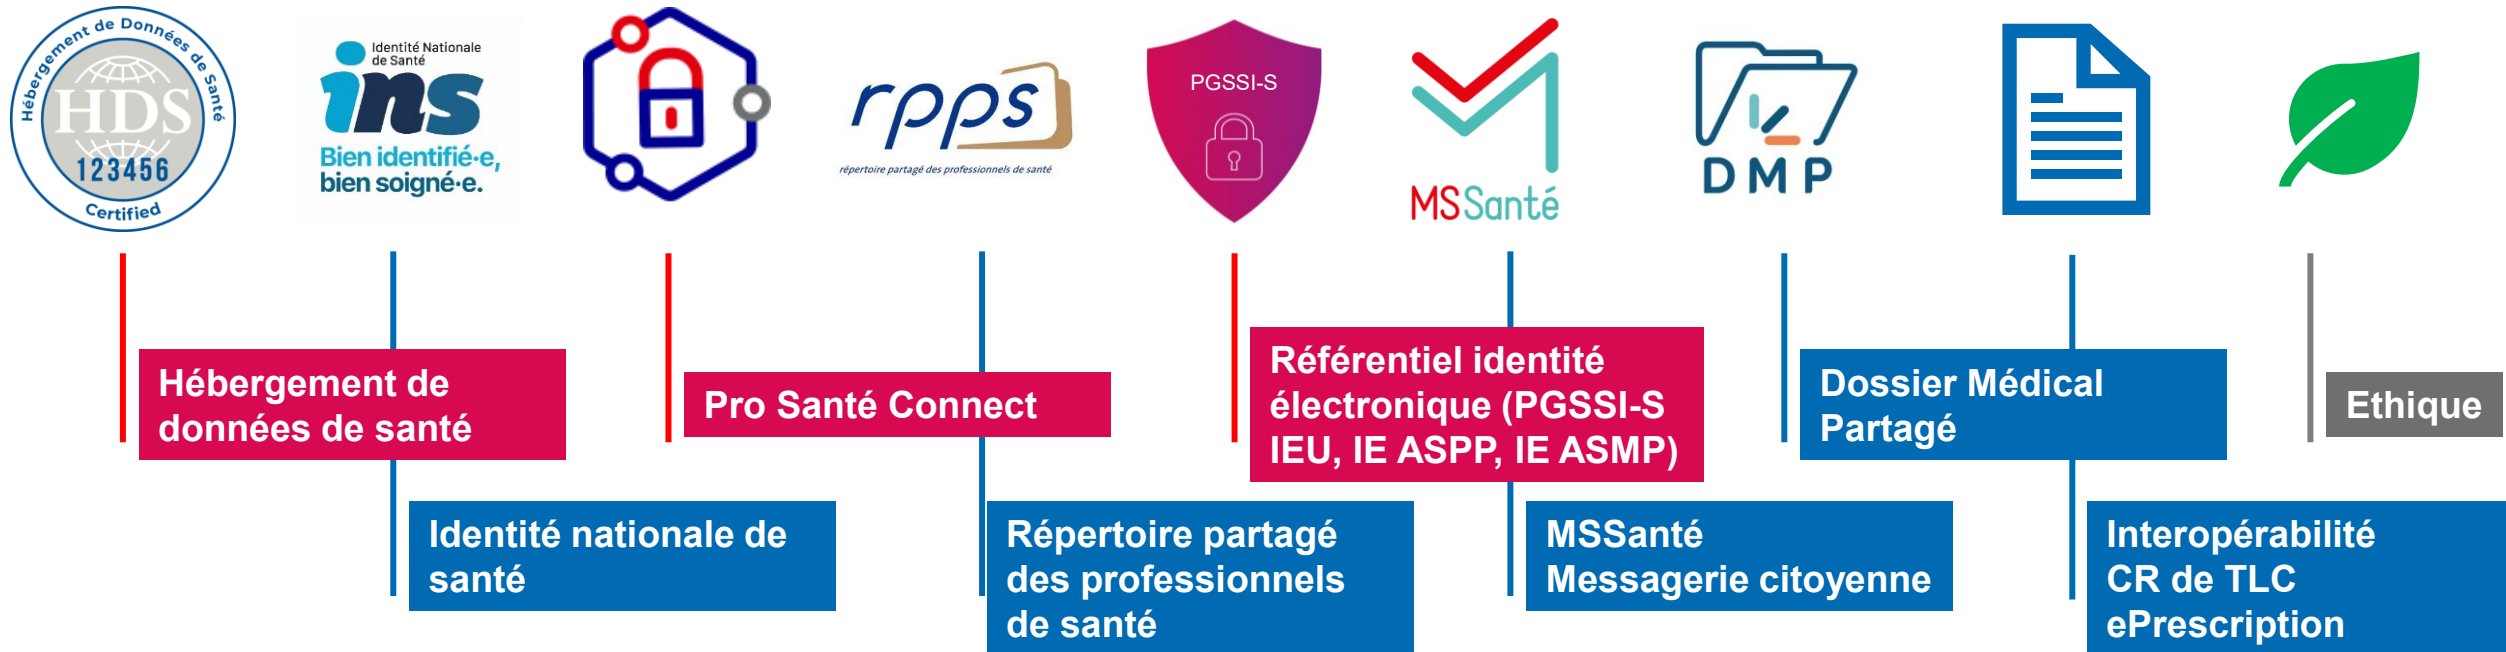 Hébergement de Données de Santé
HDS
123456
Certified
Identité Nationale
de Santé
ins
Bien identifié·e,
bien soigné·e.
rpps
répertoire partagé des professionnels de santé
PGSSI-S
MSSanté
DMP
Hébergement de
données de santé
Identité nationale de
santé
Pro Santé Connect
Répertoire partagé
des professionnels
de santé
Référentiel identité
électronique (PGSSI-S
IEU, IE ASPP, IE ASMP)
MSSanté
Messagerie citoyenne
Dossier Médical
Partagé
Interopérabilité
CR de TLC
ePrescription
Ethique